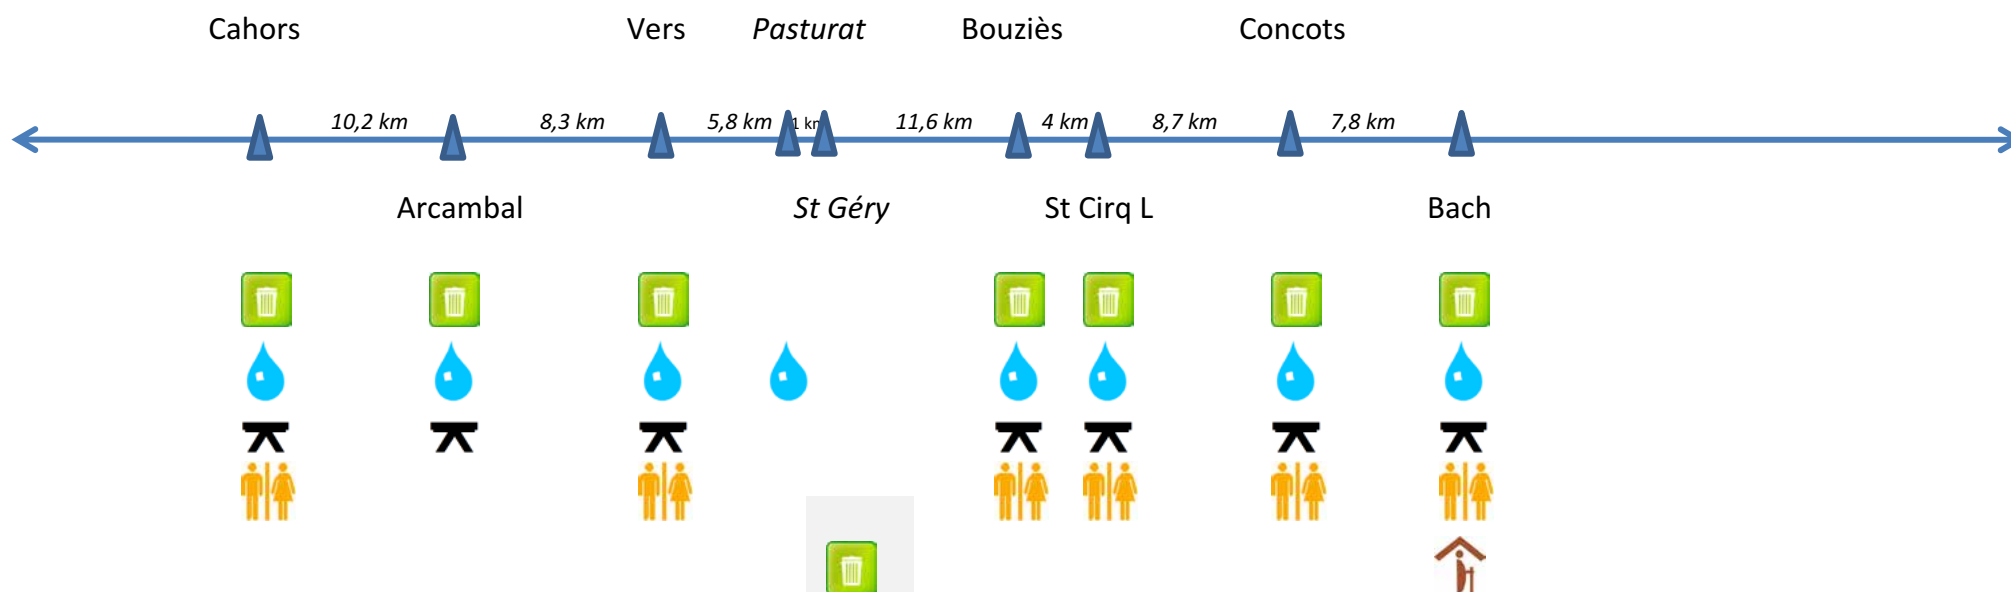 Cahors Vers Pasturat Bouziès Concots
10,2 km 8,3 km 5,8 km 1 km 11,6 km 4 km 8,7 km 7,8 km
Arcambal St Géry St Cirq L Bach